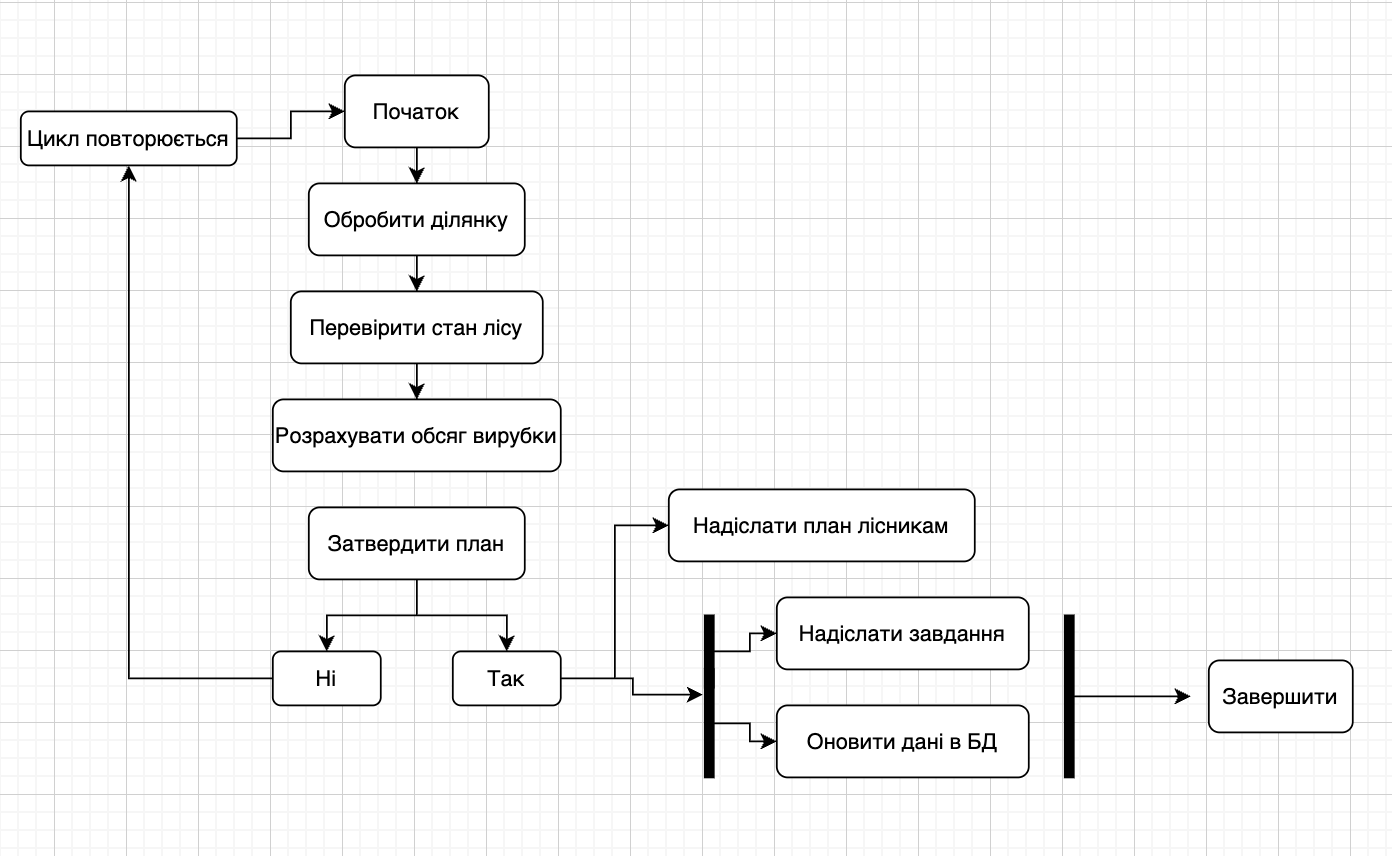 Початок
Цикл повторюється
Обробити ділянку
Перевірити стан лісу
Розрахувати обсяг вирубки
Затвердити план
Надіслати план лісникам
Надіслати завдання
Ні
Так
Завершити
Оновити дані в БД